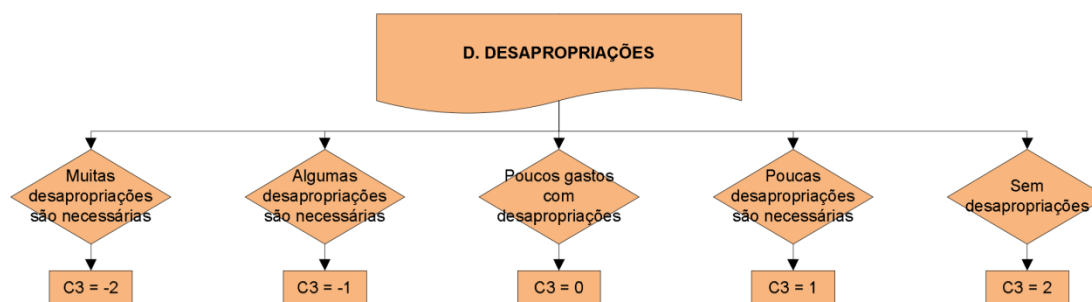 D. DESAPROPRIAÇÕES
Muitas
desapropriações
são necessárias
Algumas
desapropriações
são necessárias
Poucos gastos
com
desapropriações
Poucas
desapropriações
são necessárias
Sem
desapropriações
C3 = -2
C3 = -1
C3 = 0
C3 = 1
C3 = 2